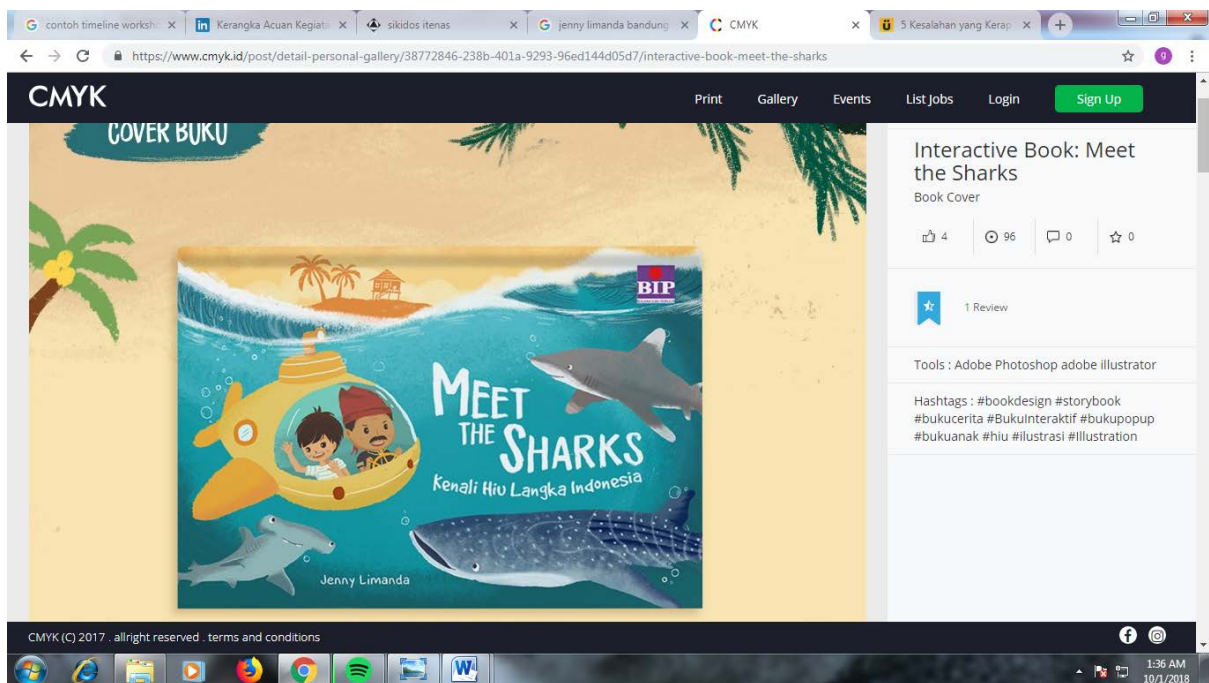 contoh timeline worksh
Kerangka Acuan Kegiata
sikidos itenas
jenny limanda bandung
CMYK
5 Kesalahan yang Kerap
https://www.cmyk.id/post/detail-personal-gallery/38772846-238b-401a-9293-96ed144d05d7/interactive-book-meet-the-sharks
CMYK
Print Gallery Events List Jobs Login Sign Up
COVER BUKU
BIP
MEET
THE SHARKS
Kenali Hiu Langka Indonesia
Jenny Limanda
Interactive Book: Meet
the Sharks
Book Cover
4 96 0 0
1 Review
Tools : Adobe Photoshop adobe illustrator
Hashtags : #bookdesign #storybook
#bukucerita #BukuInteraktif #bukupopup
#bukuanak #hiu #ilustrasi #Illustration
CMYK (C) 2017 . allright reserved . terms and conditions
1:36 AM
10/1/2018